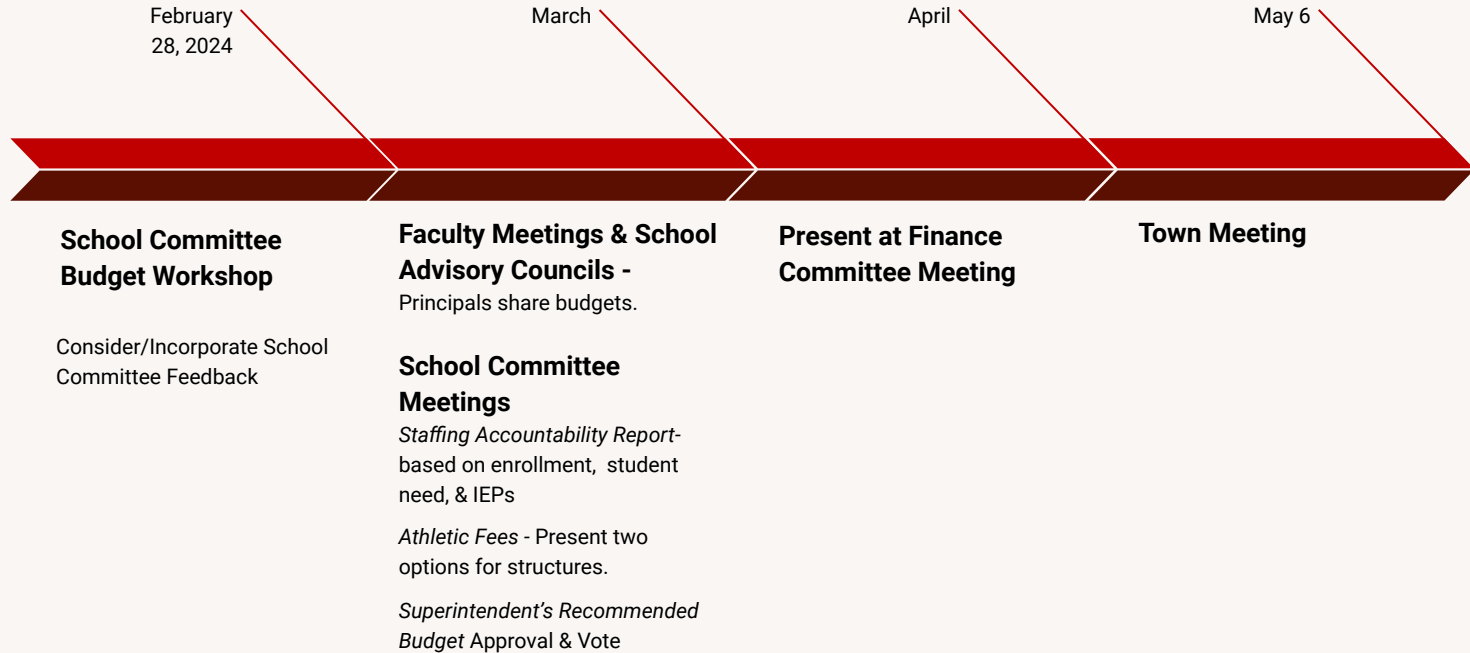 February
28, 2024
March
April
May 6
School Committee
Budget Workshop
Consider/Incorporate School
Committee Feedback
Faculty Meetings & School
Advisory Councils -
Principals share budgets.
School Committee
Meetings
Staffing Accountability Report-
based on enrollment,  student
need, & IEPs
Athletic Fees - Present two
options for structures.
Superintendent’s Recommended
Budget Approval & Vote
Present at Finance
Committee Meeting
Town Meeting